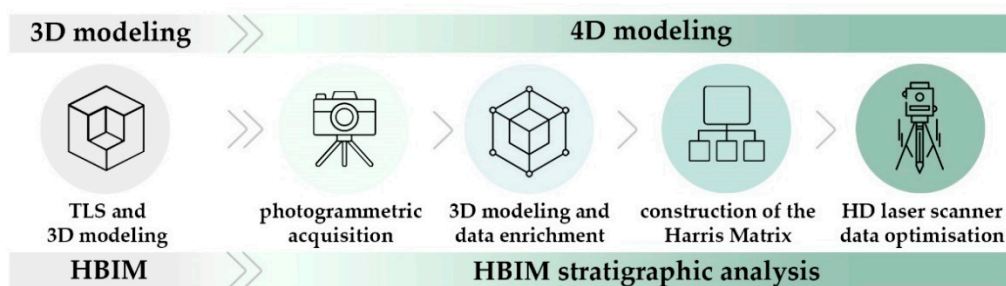 3D modeling
4D modeling
TLS and
3D modeling
photogrammetric
acquisition
3D modeling and
data enrichment
construction of the
Harris Matrix
HD laser scanner
data optimisation
HBIM
HBIM stratigraphic analysis